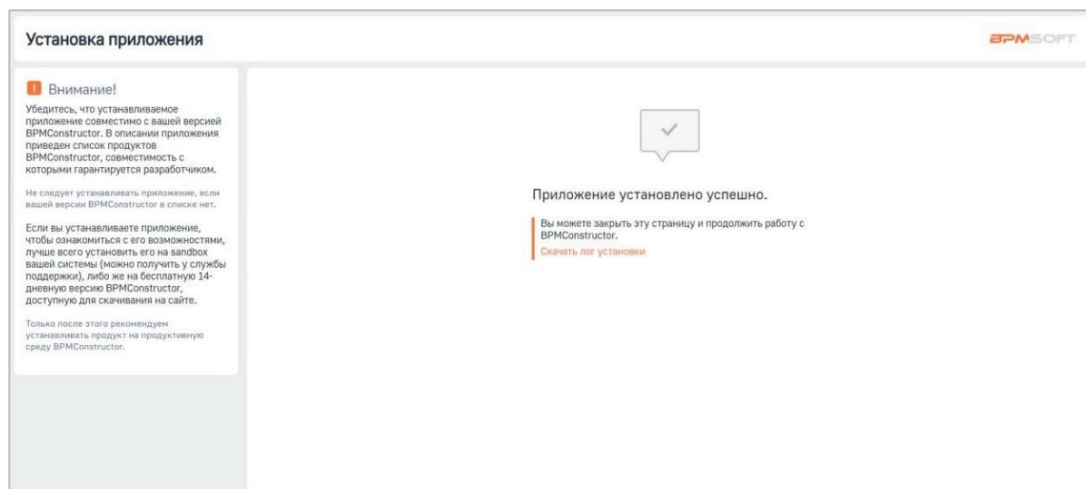 Установка приложения
BPMSOFT
Внимание!
Убедитесь, что устанавливаемое
приложение совместимо с вашей версией
BPMConstructor. В описании приложения
приведен список продуктов
BPMConstructor, совместимость с
которыми гарантируется разработчиком.
Не следует устанавливать приложение, если
вашей версии BPMConstructor в списке нет.
Если вы устанавливаете приложение,
чтобы ознакомиться с его возможностями,
лучше всего установить его на sandbox
вашей системы (можно получить у службы
поддержки), либо же на бесплатную 14-
дневную версию BPMConstructor,
доступную для скачивания на сайте.
Только после этого рекомендуем
устанавливать продукт на продуктивную
среду BPMConstructor.
Приложение установлено успешно.
Вы можете закрыть эту страницу и продолжить работу с
BPMConstructor.
Скачать лог установки